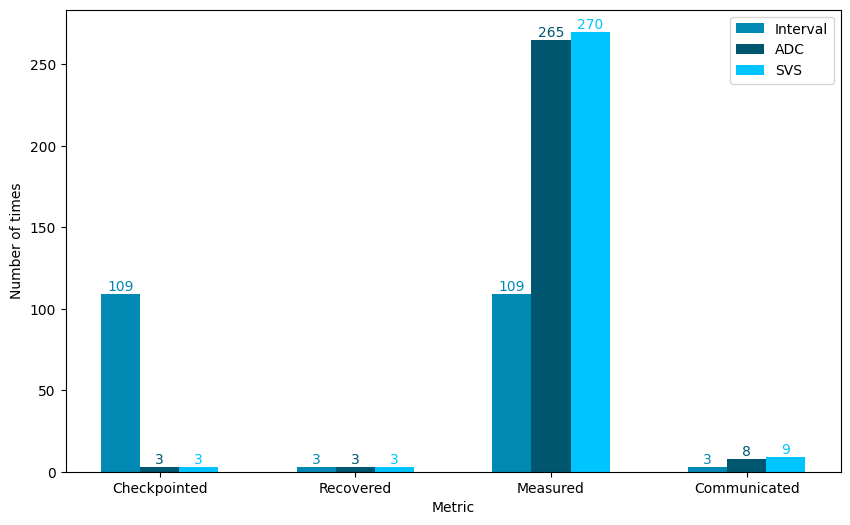 Interval
ADC
SVS
Number of times
250
200
150
100
50
0
109
3
3
3
3
3
109
265
270
3
8
9
Checkpointed
Recovered
Measured
Communicated
Metric